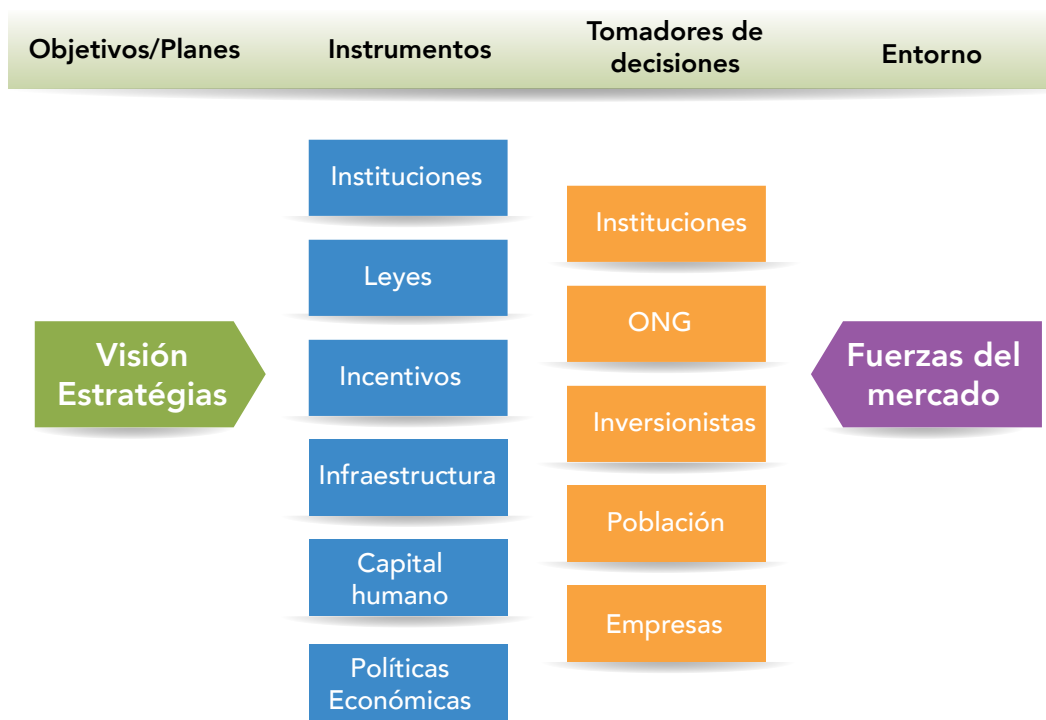 Objetivos/Planes
Instrumentos
Tomadores de
decisiones
Entorno
Visión
Estratégias
Instituciones
Leyes
Incentivos
Infraestructura
Capital
humano
Políticas
Económicas
Instituciones
ONG
Inversionistas
Población
Empresas
Fuerzas del
mercado